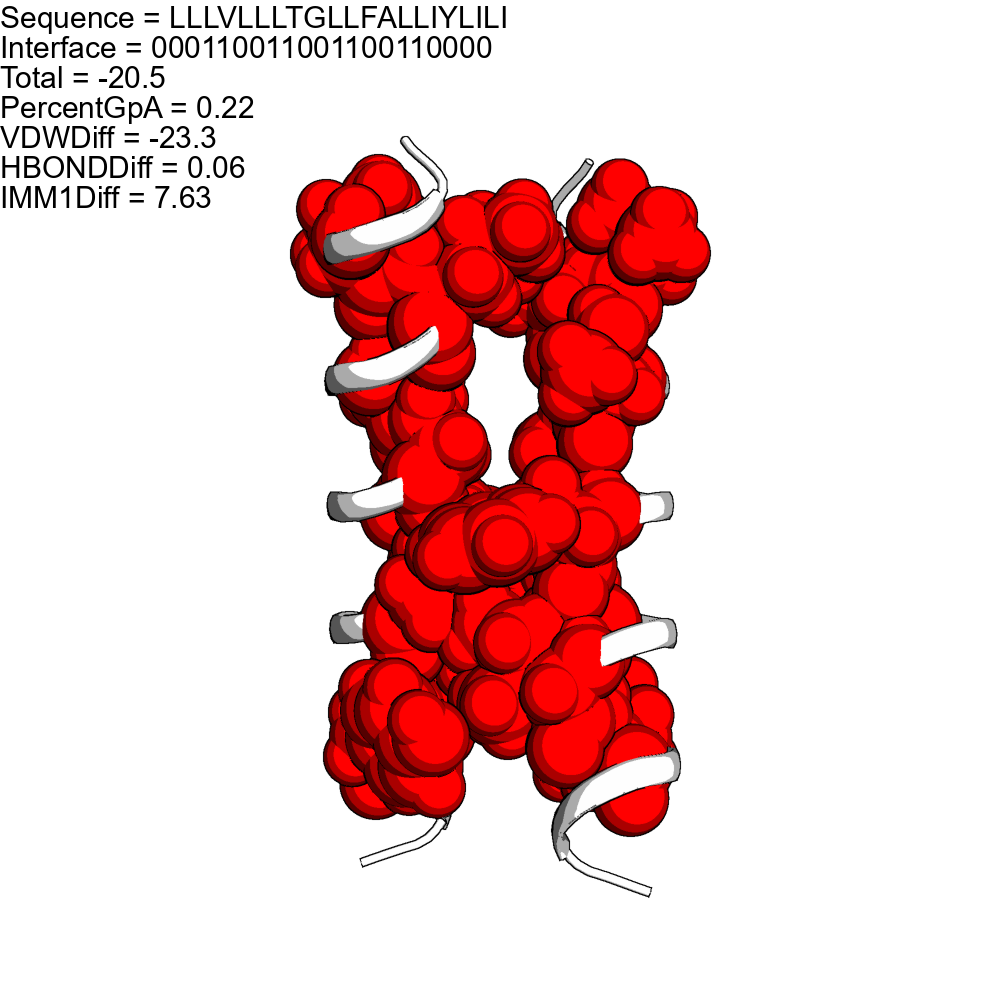 Sequence = LLLVLLLTGLLFALLIYLILI
Interface = 000110011001100110000
Total = -20.5
PercentGpA = 0.22
VDWDiff = -23.3
HBONDDiff = 0.06
IMM1Diff = 7.63